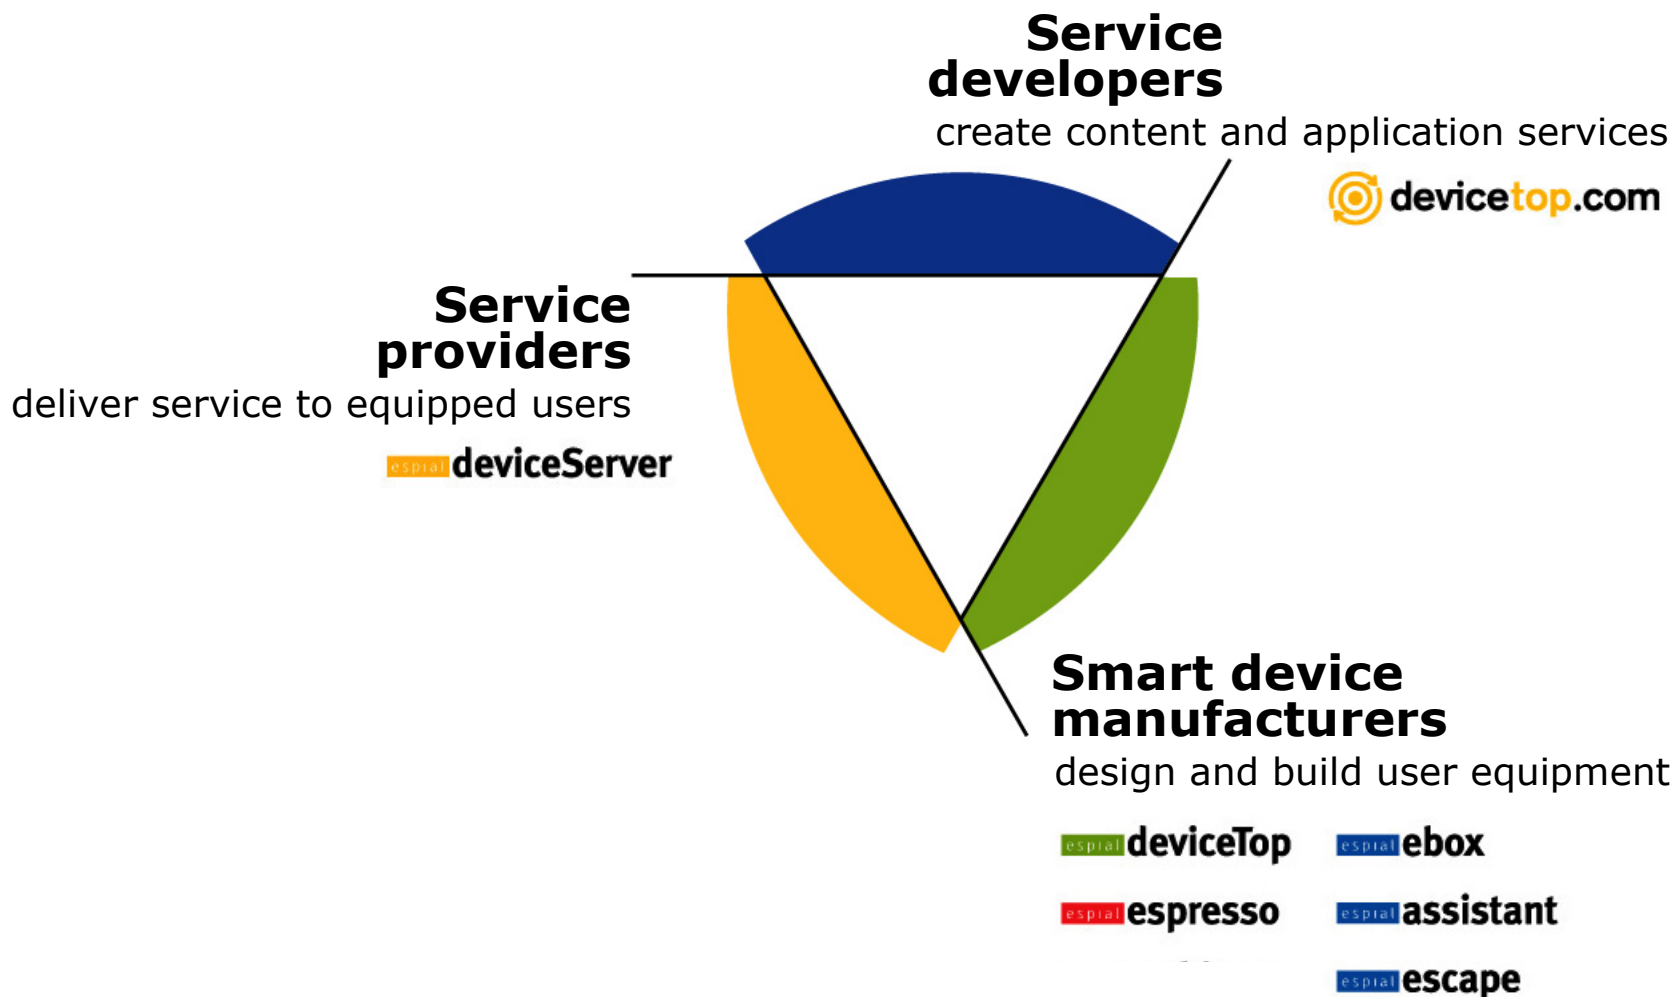 Service
developers
create content and application services
devicetop.com
Service
providers
deliver service to equipped users
espial deviceServer
Smart device
manufacturers
design and build user equipment
espial deviceTop
espial ebox
espial espresso
espial assistant
espial escape